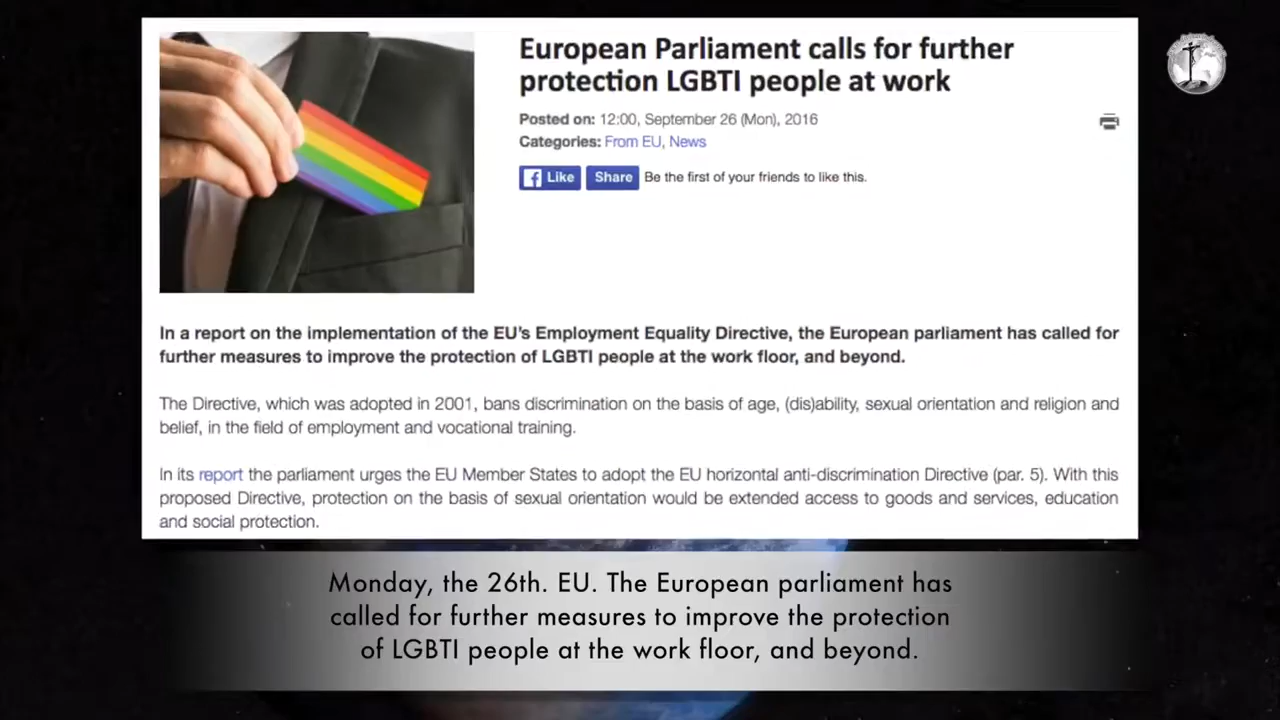 European Parliament calls for further
protection LGBTI people at work
Posted on: 12:00, September 26 (Mon), 2016
Categories: From EU, News
Like Share Be the first of your friends to like this.
In a report on the implementation of the EU's Employment Equality Directive, the European parliament has called for
further measures to improve the protection of LGBTI people at the work floor, and beyond.
The Directive, which was adopted in 2001, bans discrimination on the basis of age, (dis)ability, sexual orientation and religion and
belief, in the field of employment and vocational training.
In its report the parliament urges the EU Member States to adopt the EU horizontal anti-discrimination Directive (par. 5). With this
proposed Directive, protection on the basis of sexual orientation would be extended access to goods and services, education
and social protection.
Monday, the 26th. EU. The European parliament has
called for further measures to improve the protection
of LGBTI people at the work floor, and beyond.